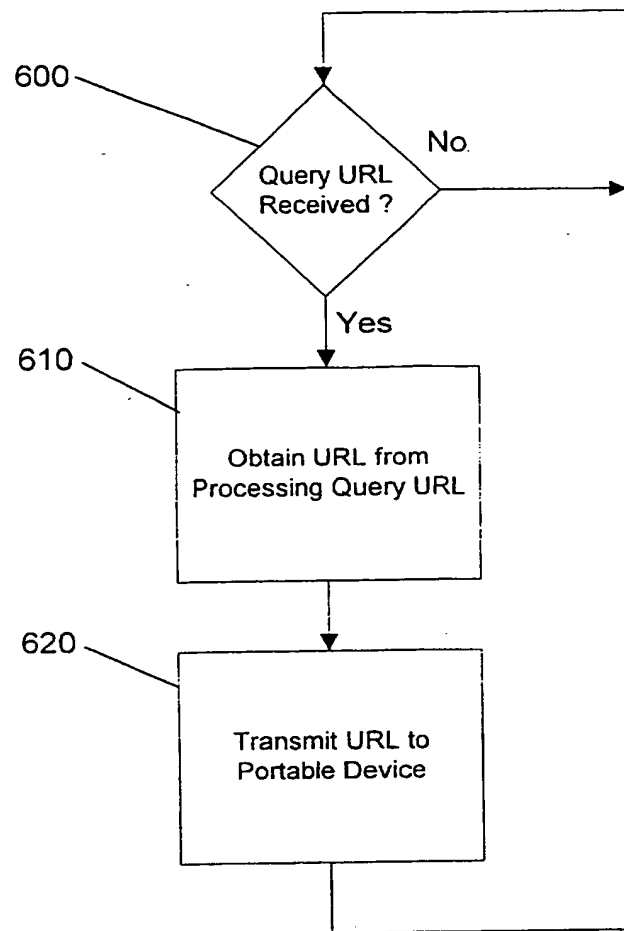 600
No
Query URL
Received ?
Yes
610
Obtain URL from
Processing Query URL
620
Transmit URL to
Portable Device